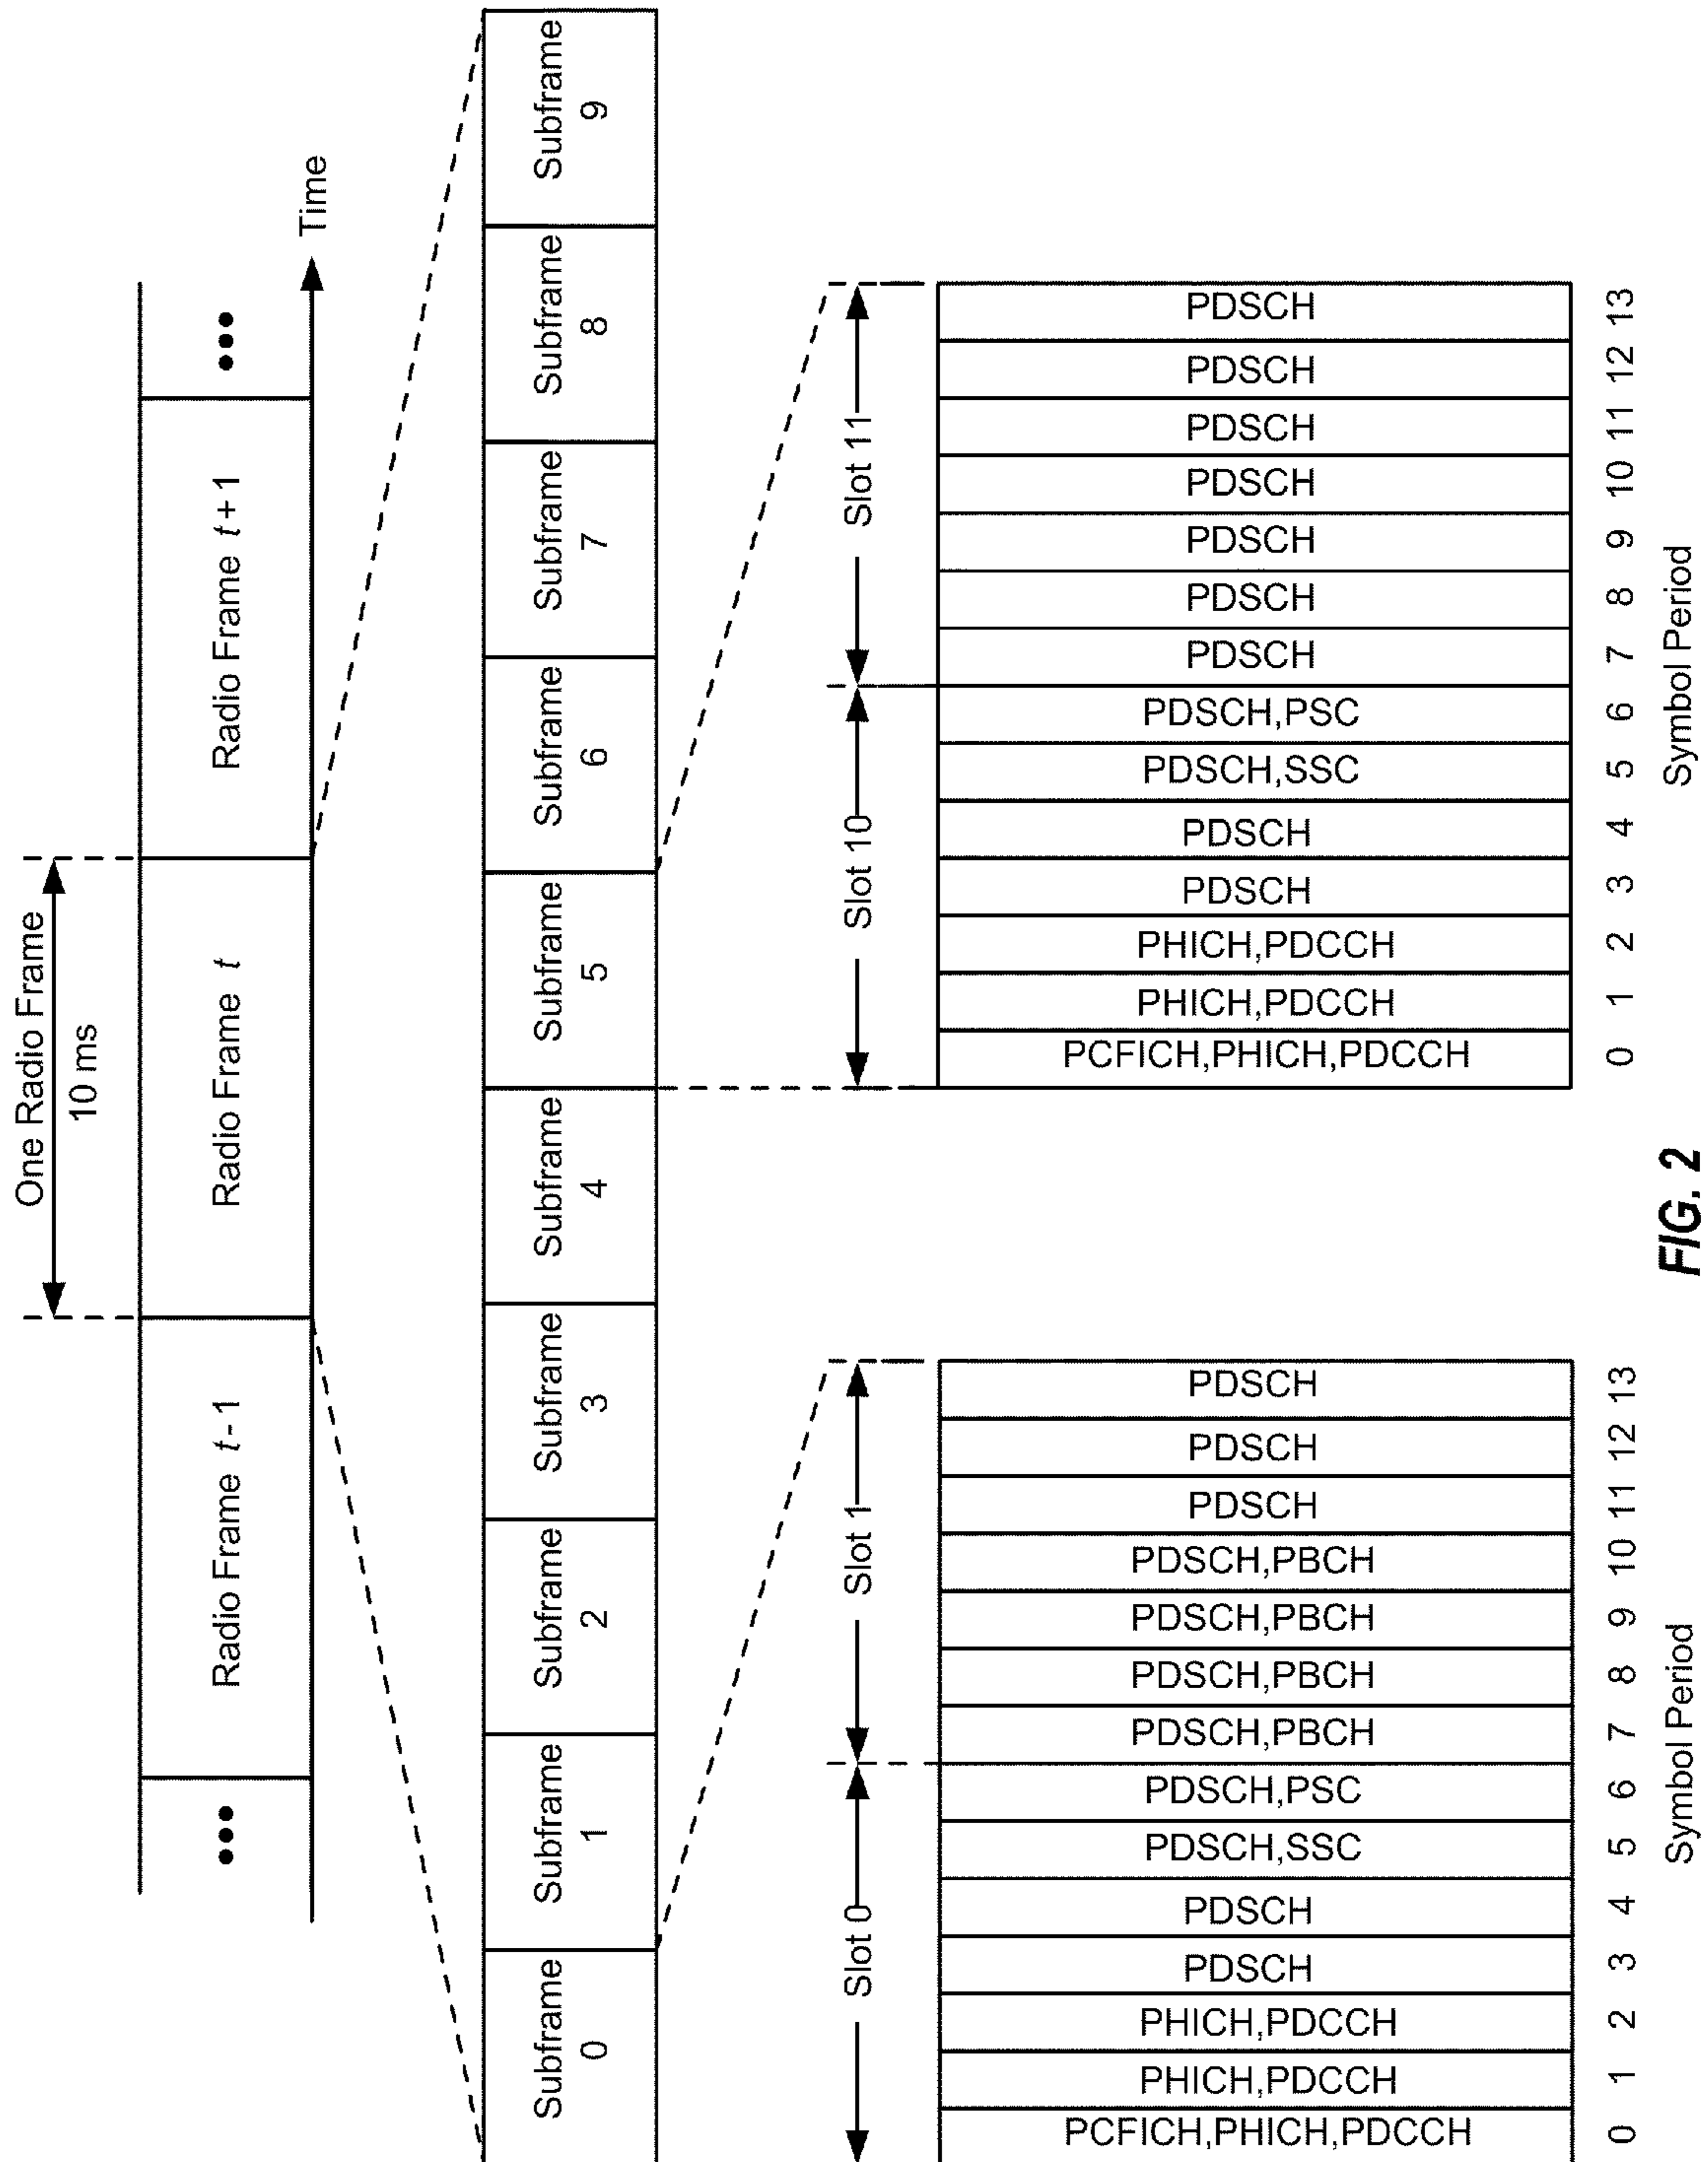 One Radio Frame
10 ms
••• Radio Frame t - 1 Radio Frame t Radio Frame t + 1 •••
Time
Subframe Subframe Subframe Subframe Subframe Subframe Subframe Subframe Subframe Subframe
0 1 2 3 4 5 6 7 8 9
Slot 0 Slot 1
PCFICH,PHICH,PDCCH
PHICH,PDCCH
PHICH,PDCCH
PDSCH
PDSCH
PDSCH,SSC
PDSCH,PSC
PDSCH,PBCH
PDSCH,PBCH
PDSCH,PBCH
PDSCH,PBCH
PDSCH
PDSCH
PDSCH
0 1 2 3 4 5 6 7 8 9 10 11 12 13
Symbol Period
Slot 10 Slot 11
PCFICH,PHICH,PDCCH
PHICH,PDCCH
PHICH,PDCCH
PDSCH
PDSCH
PDSCH,SSC
PDSCH,PSC
PDSCH
PDSCH
PDSCH
PDSCH
PDSCH
PDSCH
PDSCH
0 1 2 3 4 5 6 7 8 9 10 11 12 13
Symbol Period
FIG. 2